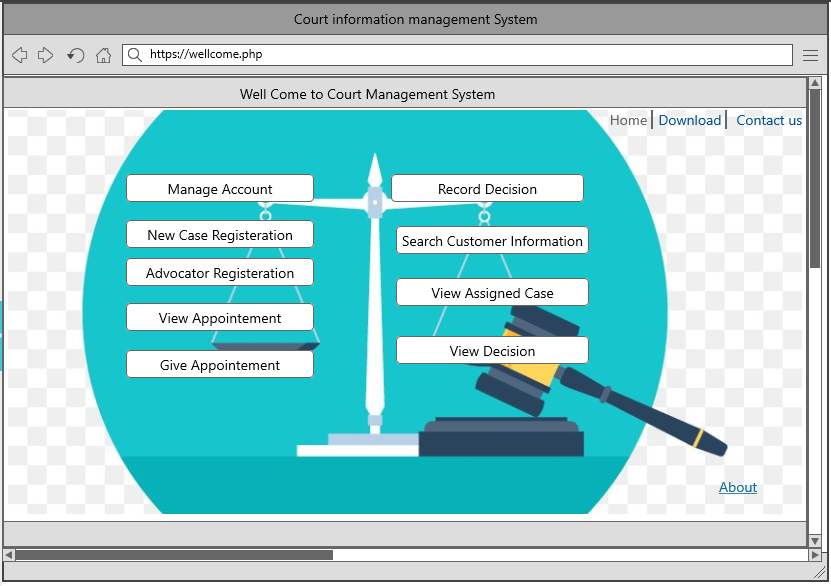 Court information management System
https://wellcome.php
Well Come to Court Management System
Home
Download
Contact us
Manage Account
Record Decision
New Case Registeration
Search Customer Information
Advocator Registeration
View Assigned Case
View Appointement
View Decision
Give Appointement
About